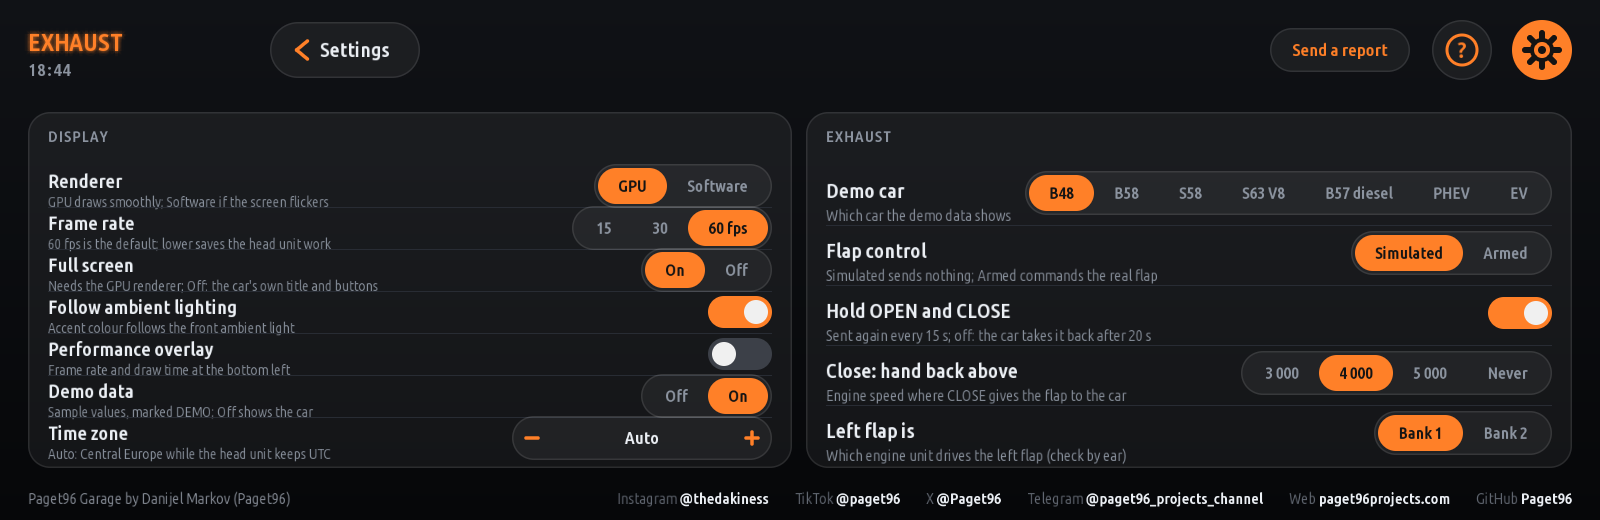 EXHAUST
18:44
Settings
Send a report
?
DISPLAY
Renderer
GPU draws smoothly; Software if the screen flickers
GPU Software
Frame rate
60 fps is the default; lower saves the head unit work
15 30 60 fps
Full screen
Needs the GPU renderer; Off: the car's own title and buttons
On Off
Follow ambient lighting
Accent colour follows the front ambient light
Performance overlay
Frame rate and draw time at the bottom left
Demo data
Sample values, marked DEMO; Off shows the car
Off On
Time zone
Auto: Central Europe while the head unit keeps UTC
− Auto +
EXHAUST
Demo car
Which car the demo data shows
B48 B58 S58 S63 V8 B57 diesel PHEV EV
Flap control
Simulated sends nothing; Armed commands the real flap
Simulated Armed
Hold OPEN and CLOSE
Sent again every 15 s; off: the car takes it back after 20 s
Close: hand back above
Engine speed where CLOSE gives the flap to the car
3 000 4 000 5 000 Never
Left flap is
Which engine unit drives the left flap (check by ear)
Bank 1 Bank 2
Paget96 Garage by Danijel Markov (Paget96)
Instagram @thedakiness TikTok @paget96 X @Paget96 Telegram @paget96_projects_channel Web paget96projects.com GitHub Paget96